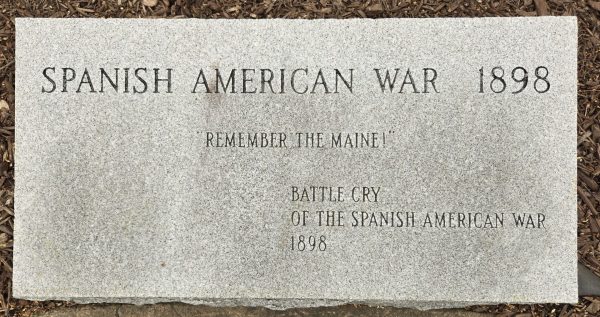 SPANISH AMERICAN WAR 1898
"REMEMBER THE MAINE!"
BATTLE CRY
OF THE SPANISH AMERICAN WAR
1898